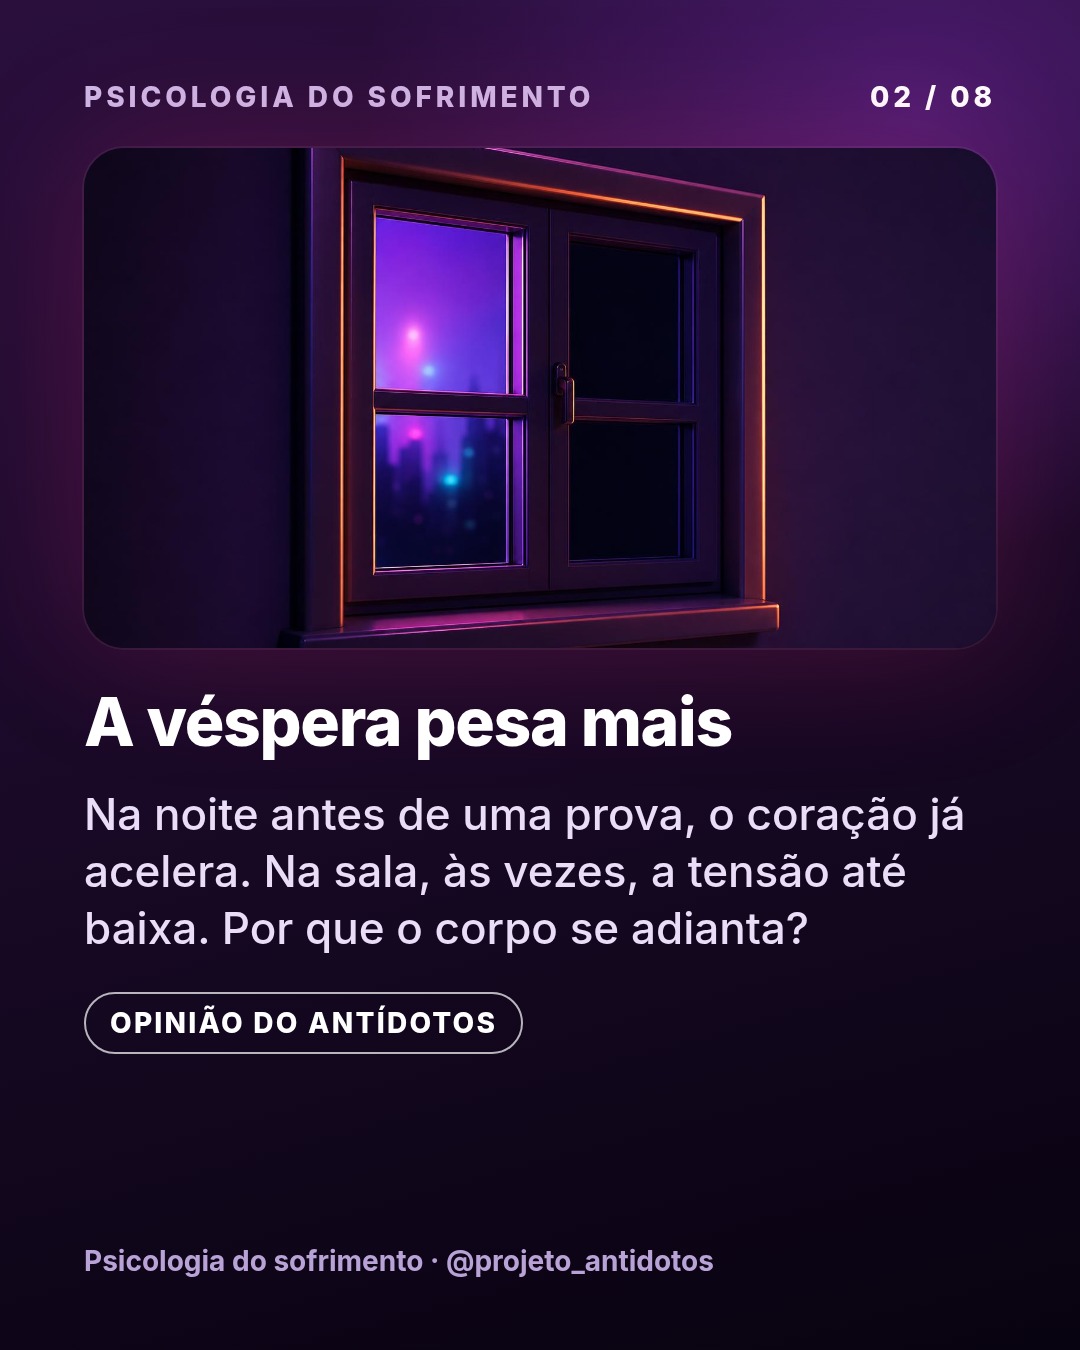 PSICOLOGIA DO SOFRIMENTO
02 / 08
A véspera pesa mais
Na noite antes de uma prova, o coração já
acelera. Na sala, às vezes, a tensão até
baixa. Por que o corpo se adianta?
OPINIÃO DO ANTÍDOTOS
Psicologia do sofrimento · @projeto_antidotos